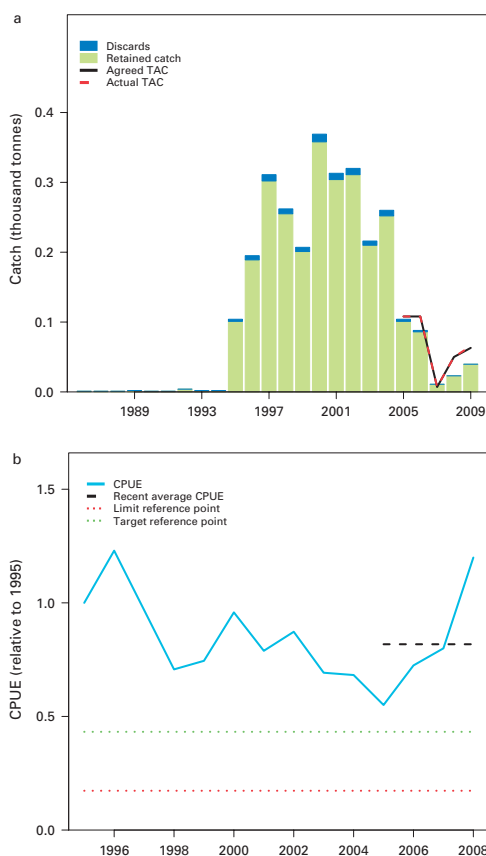 a
Discards
Retained catch
Agreed TAC
Actual TAC
Catch (thousand tonnes)
0.4
0.3
0.2
0.1
0.0
1989 1993 1997 2001 2005 2009
b
1.5
CPUE
Recent average CPUE
Limit reference point
Target reference point
CPUE (relative to 1995)
1.0
0.5
0.0
1996 1998 2000 2002 2004 2006 2008